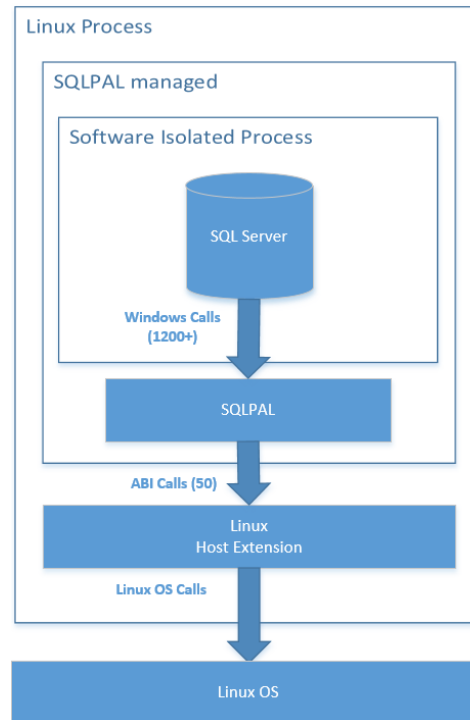 Linux Process
SQLPAL managed
Software Isolated Process
SQL Server
Windows Calls
(1200+)
SQLPAL
ABI Calls (50)
Linux
Host Extension
Linux OS Calls
Linux OS